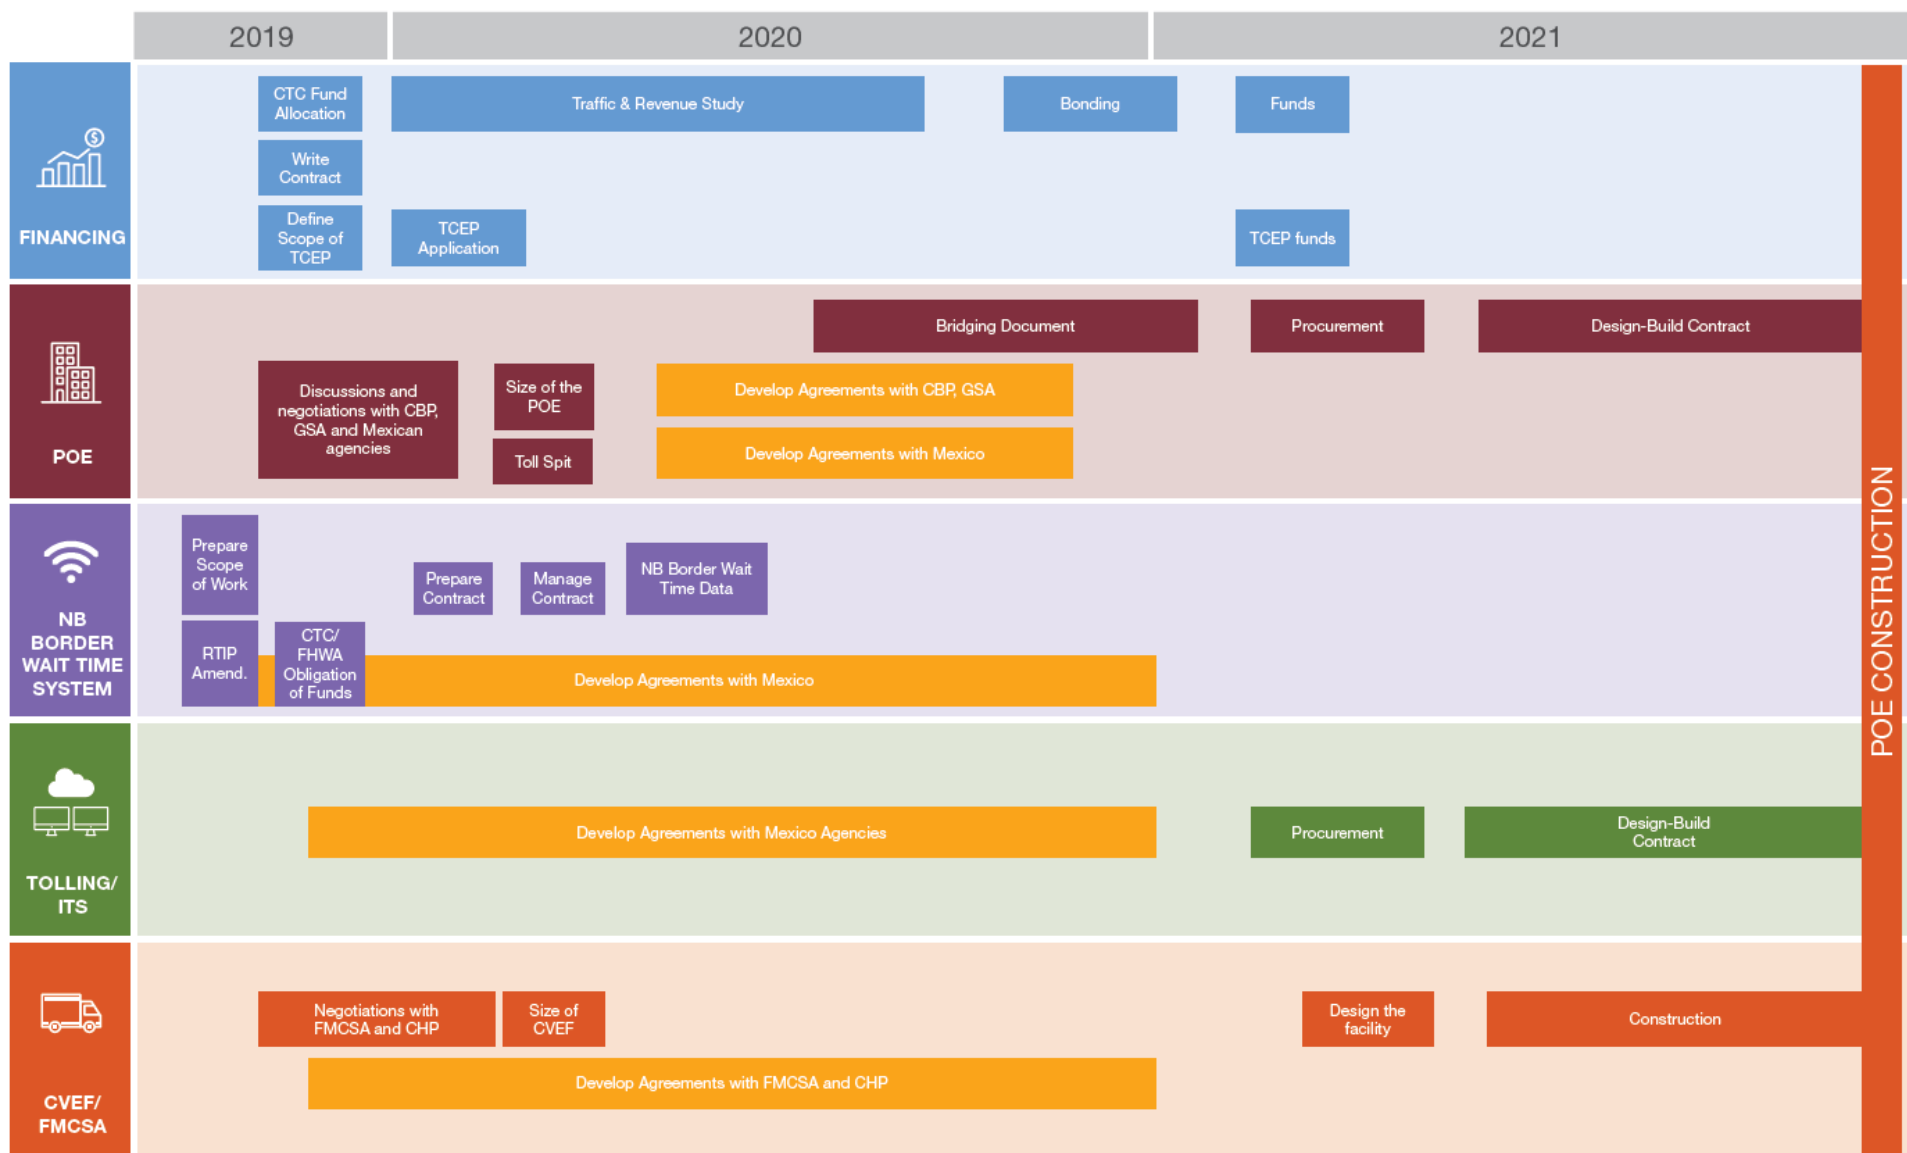 2019
2020
2021
FINANCING
CTC Fund
Allocation
Traffic & Revenue Study
Bonding
Funds
Write
Contract
Define
Scope of
TCEP
TCEP
Application
TCEP funds
POE
Bridging Document
Procurement
Design-Build Contract
Discussions and
negotiations with CBP,
GSA and Mexican
agencies
Size of the
POE
Toll Spit
Develop Agreements with CBP, GSA
Develop Agreements with Mexico
NB
BORDER
WAIT TIME
SYSTEM
Prepare
Scope
of Work
Prepare
Contract
Manage
Contract
NB Border Wait
Time Data
RTIP
Amend.
CTC/
FHWA
Obligation
of Funds
Develop Agreements with Mexico
TOLLING/
ITS
Develop Agreements with Mexico Agencies
Procurement
Design-Build
Contract
CVEF/
FMCSA
Negotiations with
FMCSA and CHP
Size of
CVEF
Design the
facility
Construction
Develop Agreements with FMCSA and CHP
POE CONSTRUCTION